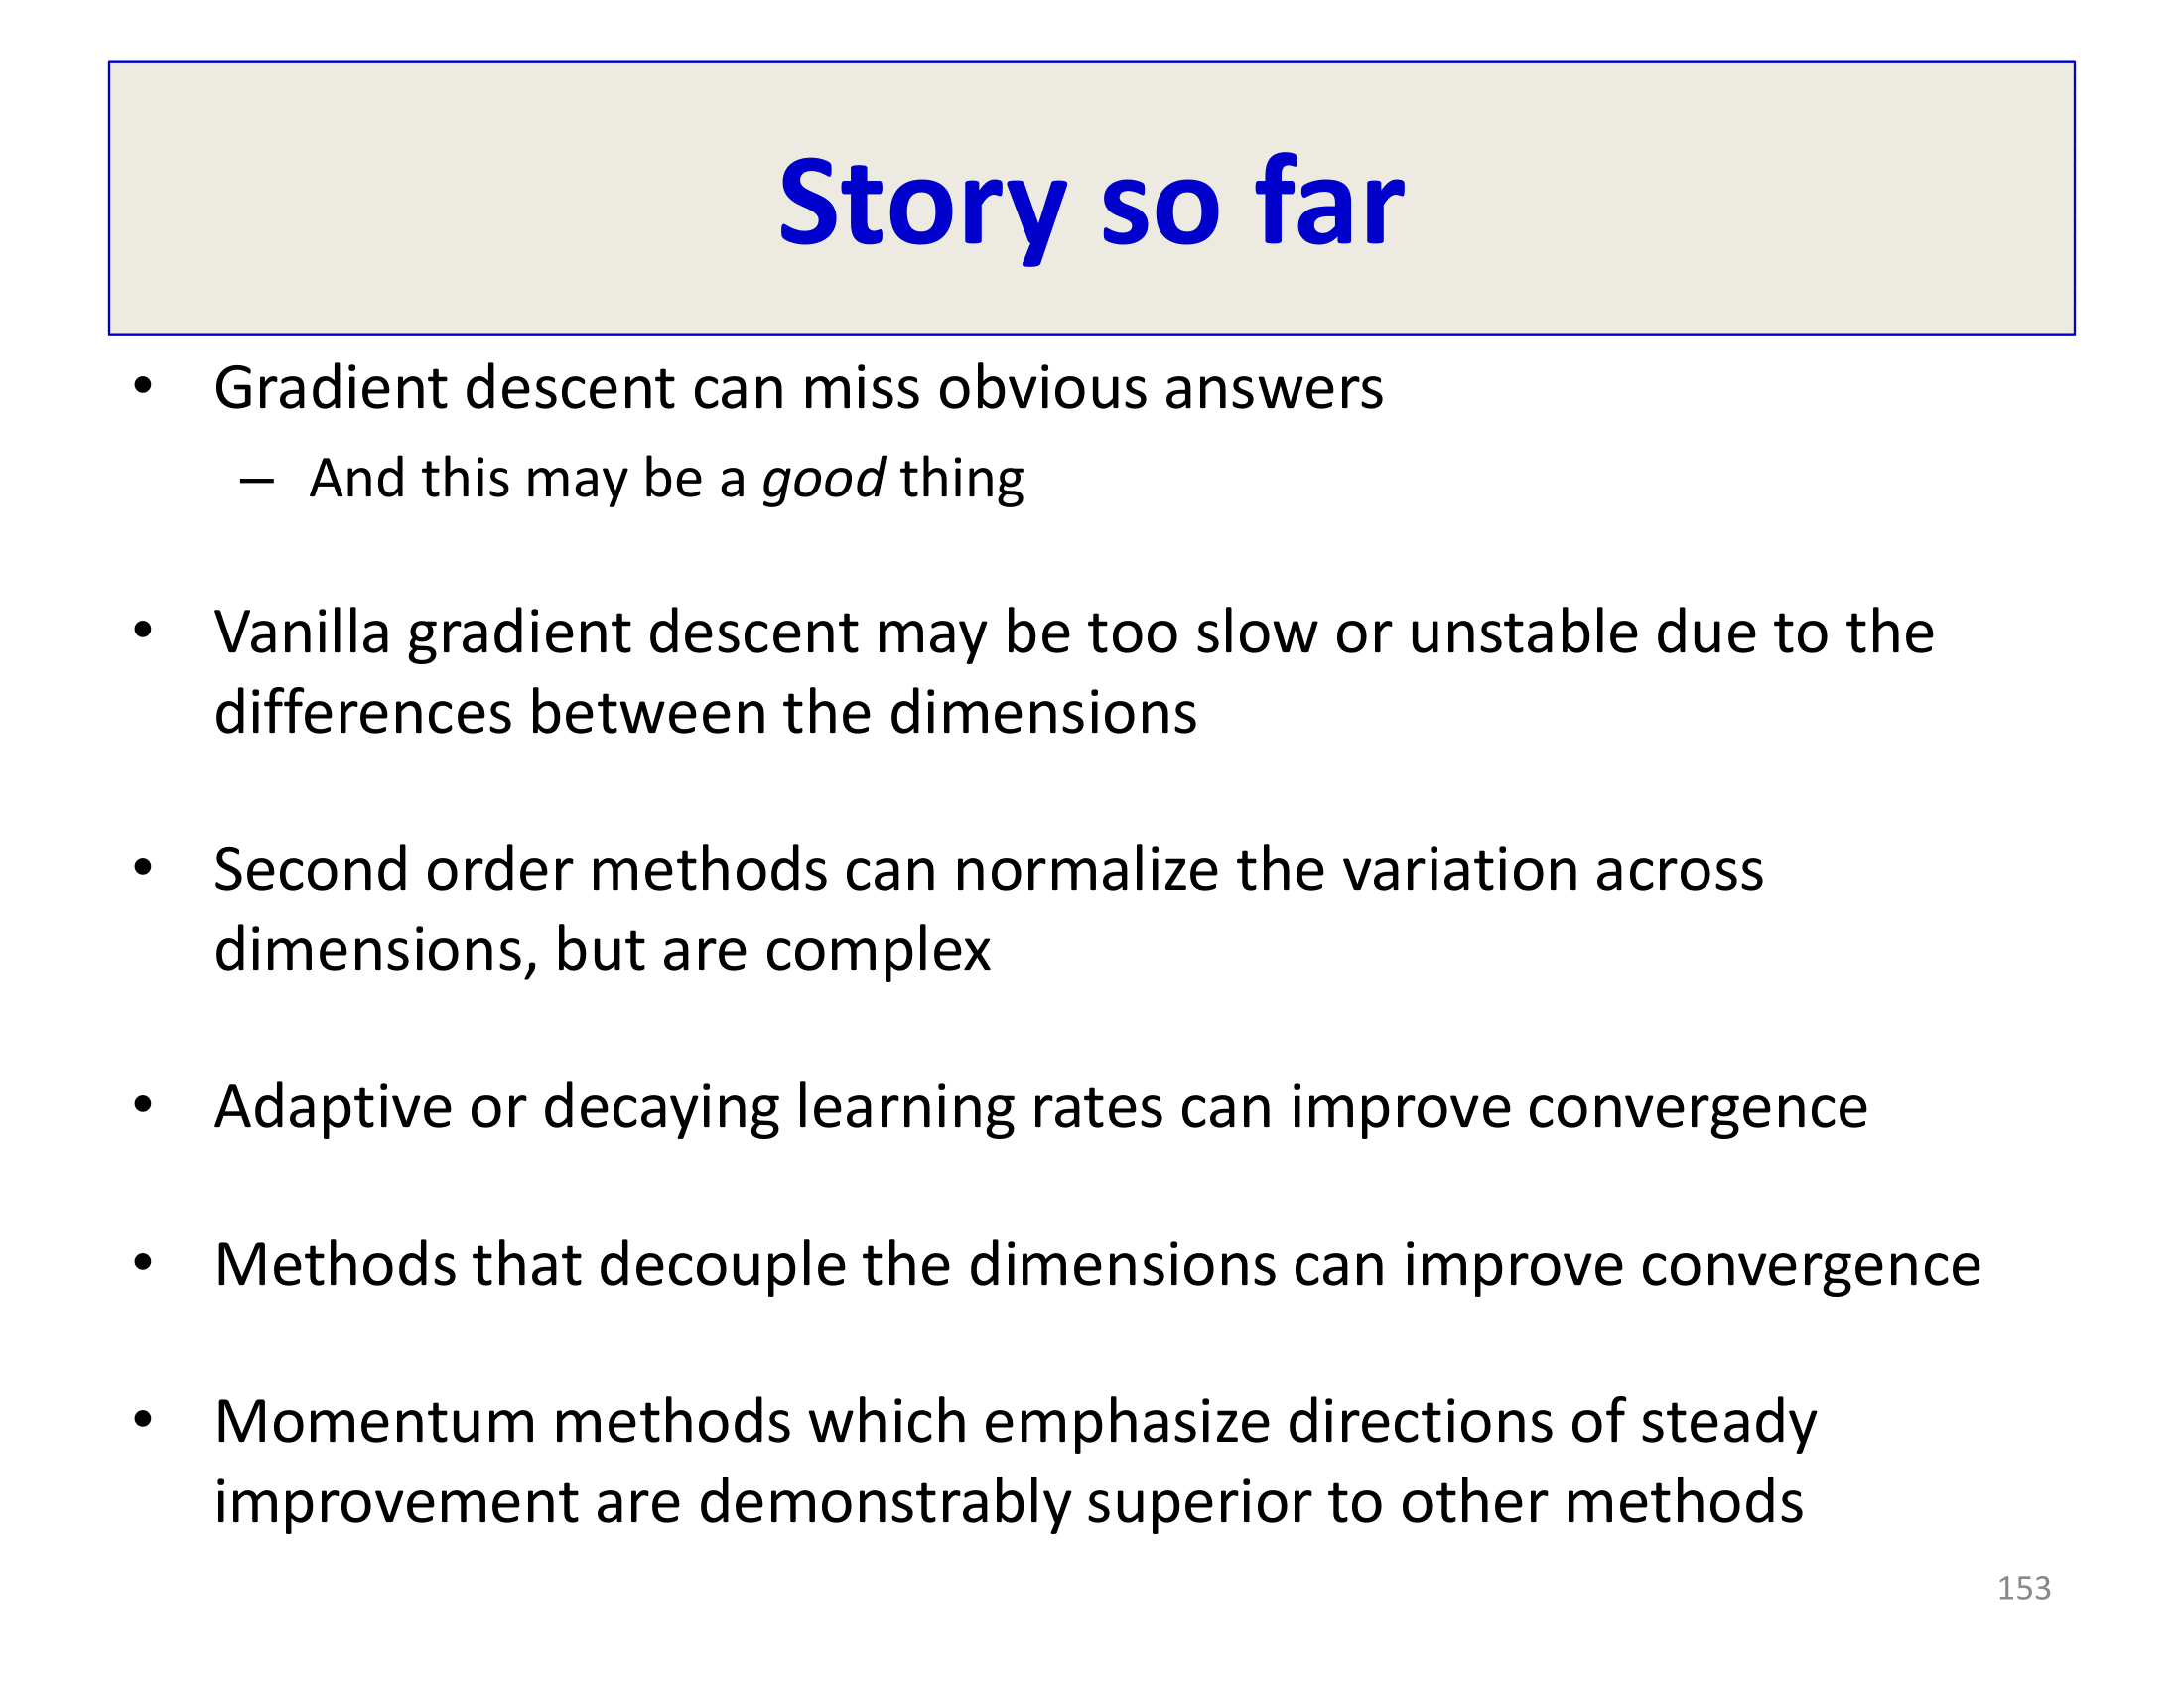 Story so far
• Gradient descent can miss obvious answers
– And this may be a good thing
• Vanilla gradient descent may be too slow or unstable due to the
differences between the dimensions
• Second order methods can normalize the variation across
dimensions, but are complex
• Adaptive or decaying learning rates can improve convergence
• Methods that decouple the dimensions can improve convergence
• Momentum methods which emphasize directions of steady
improvement are demonstrably superior to other methods
153